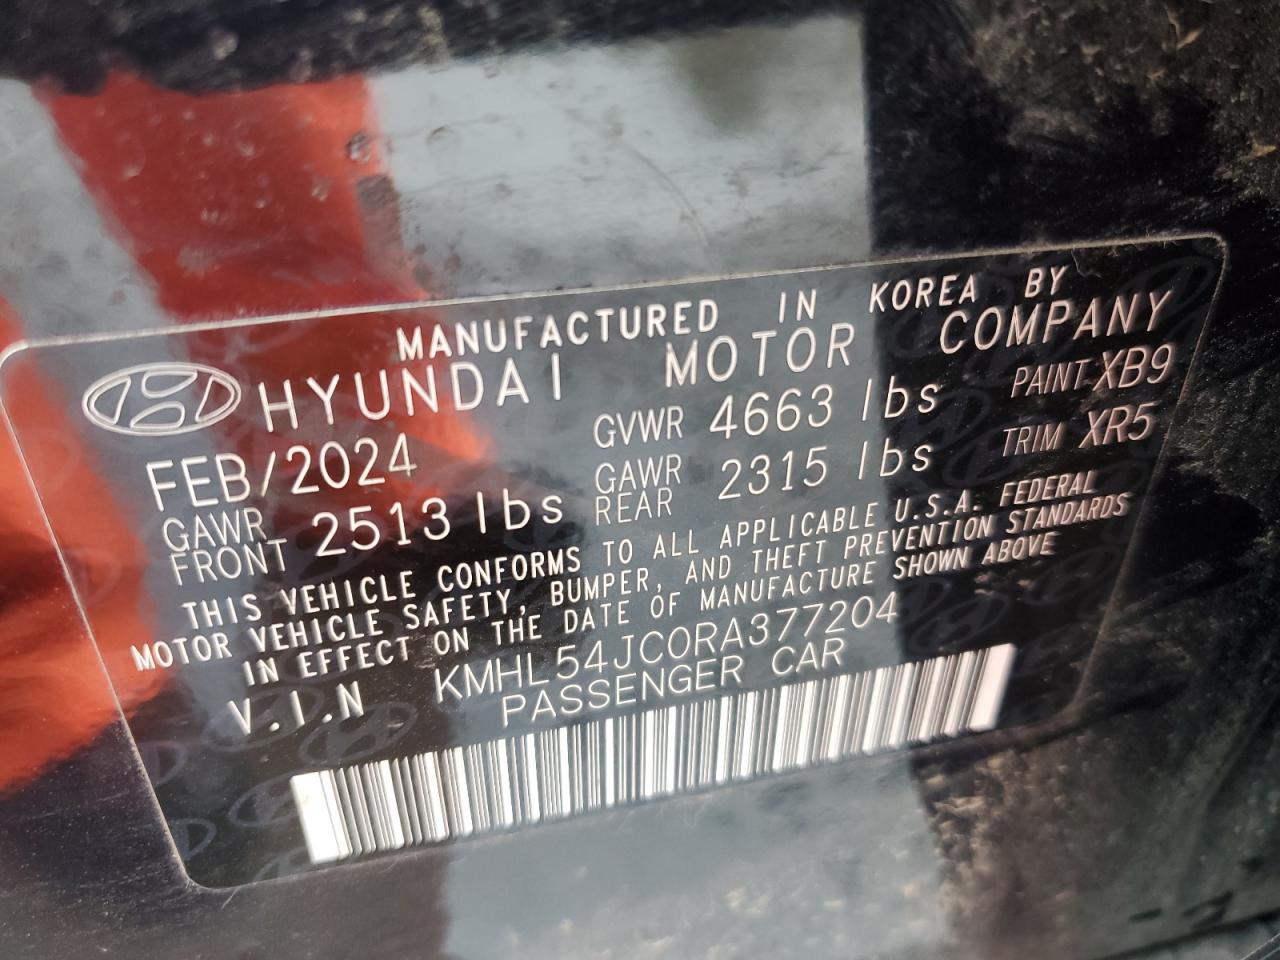 MANUFACTURED IN KOREA BY
HYUNDAI MOTOR COMPANY
FEB/2024 GVWR 4663 lbs PAINT XB9
GAWR FRONT 2513 lbs GAWR REAR 2315 lbs TRIM XR5
THIS VEHICLE CONFORMS TO ALL APPLICABLE U.S.A. FEDERAL
MOTOR VEHICLE SAFETY, BUMPER, AND THEFT PREVENTION STANDARDS
IN EFFECT ON THE DATE OF MANUFACTURE SHOWN ABOVE
V.I.N KMHL54JC0RA377204
PASSENGER CAR